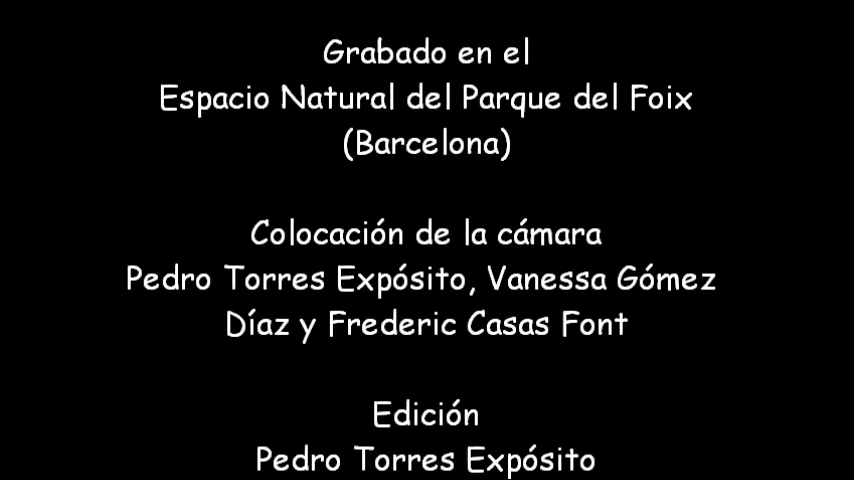 Grabado en el
Espacio Natural del Parque del Foix
(Barcelona)
Colocación de la cámara
Pedro Torres Expósito, Vanessa Gómez
Díaz y Frederic Casas Font
Edición
Pedro Torres Expósito